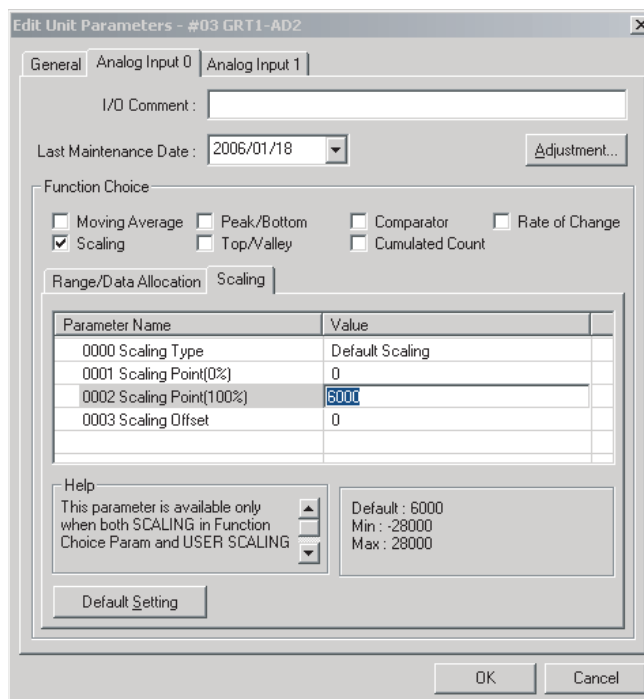 Edit Unit Parameters - #03 GRT1-AD2
General Analog Input 0 Analog Input 1
I/O Comment :
Last Maintenance Date : 2006/01/18 Adjustment...
Function Choice
Moving Average Peak/Bottom Comparator Rate of Change
Scaling Top/Valley Cumulated Count
Range/Data Allocation Scaling
Parameter Name Value
0000 Scaling Type Default Scaling
0001 Scaling Point(0%) 0
0002 Scaling Point(100%) 6000
0003 Scaling Offset 0
Help
This parameter is available only
when both SCALING in Function
Choice Param and USER SCALING
Default : 6000
Min : -28000
Max : 28000
Default Setting
OK Cancel